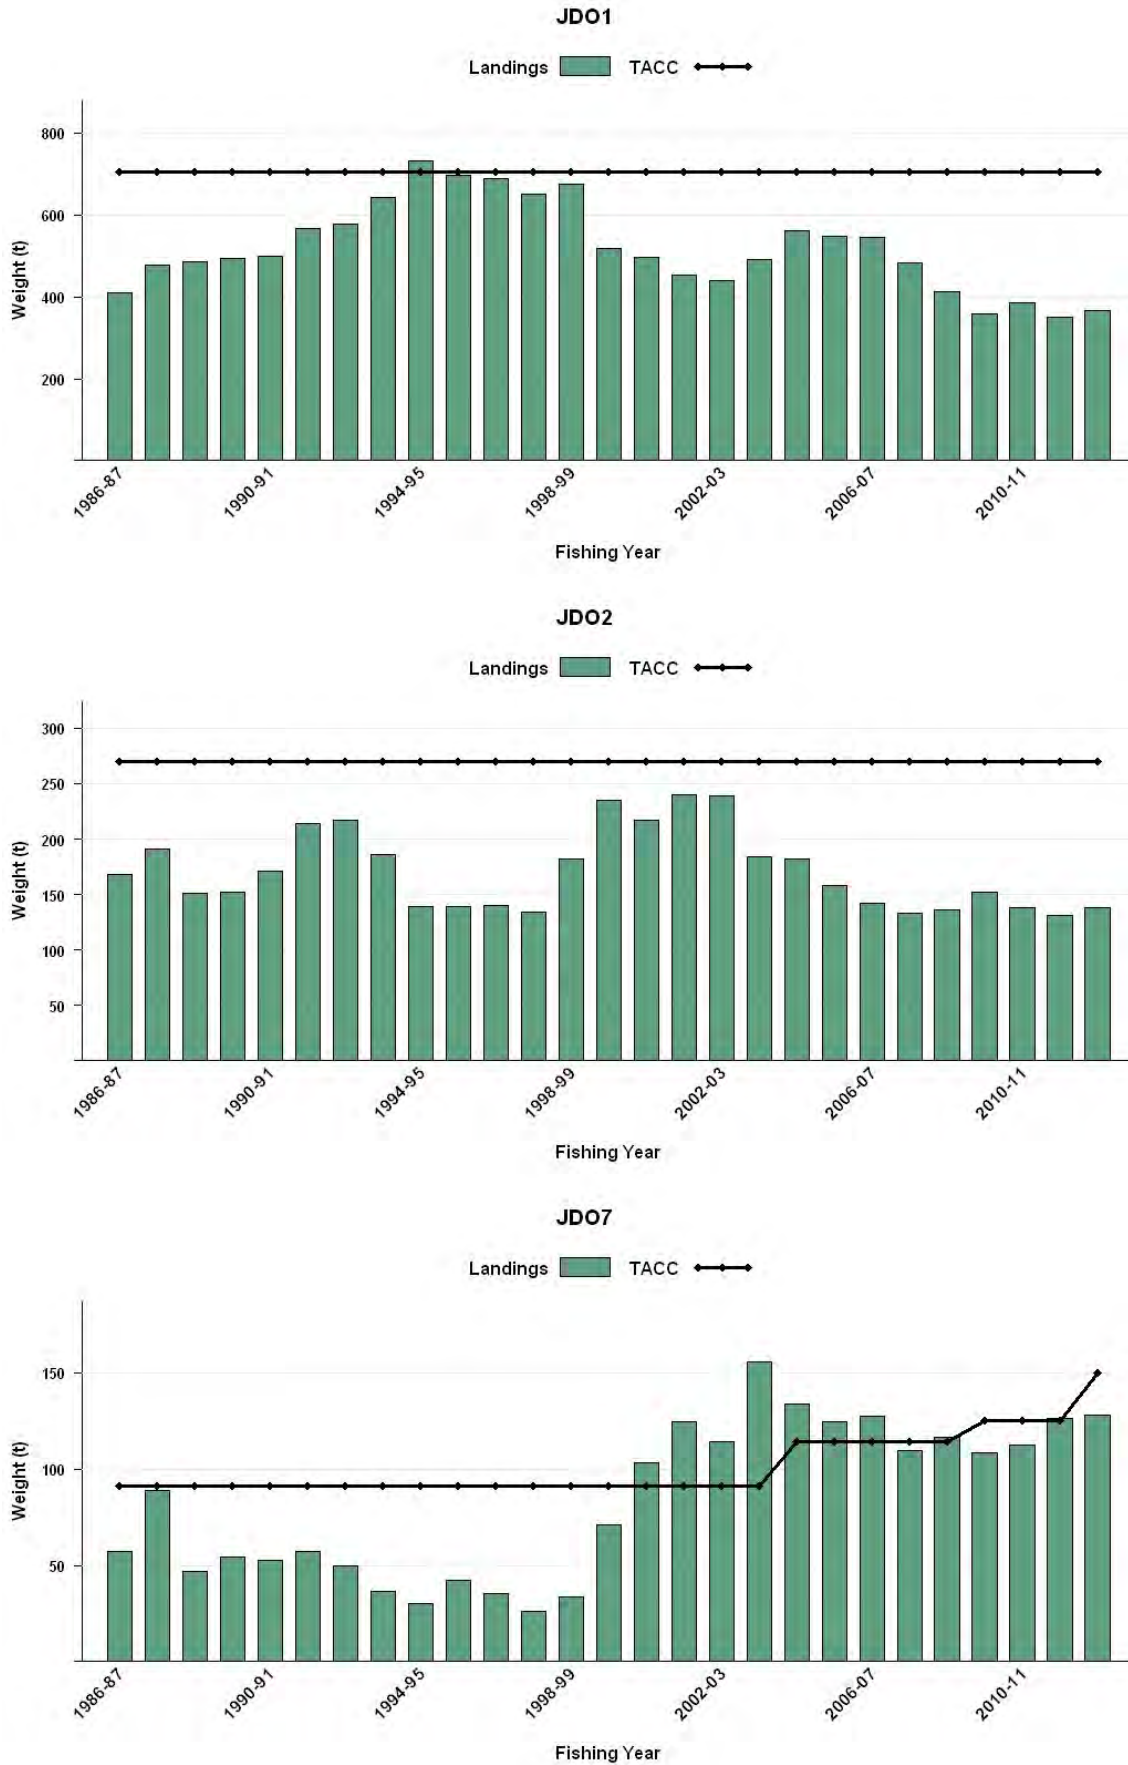 JDO1
Landings TACC
800
600
400
200
Weight (t)
1986-87 1990-91 1994-95 1998-99 2002-03 2006-07 2010-11
Fishing Year
JDO2
Landings TACC
300
250
200
150
100
50
Weight (t)
1986-87 1990-91 1994-95 1998-99 2002-03 2006-07 2010-11
Fishing Year
JDO7
Landings TACC
150
100
50
Weight (t)
1986-87 1990-91 1994-95 1998-99 2002-03 2006-07 2010-11
Fishing Year